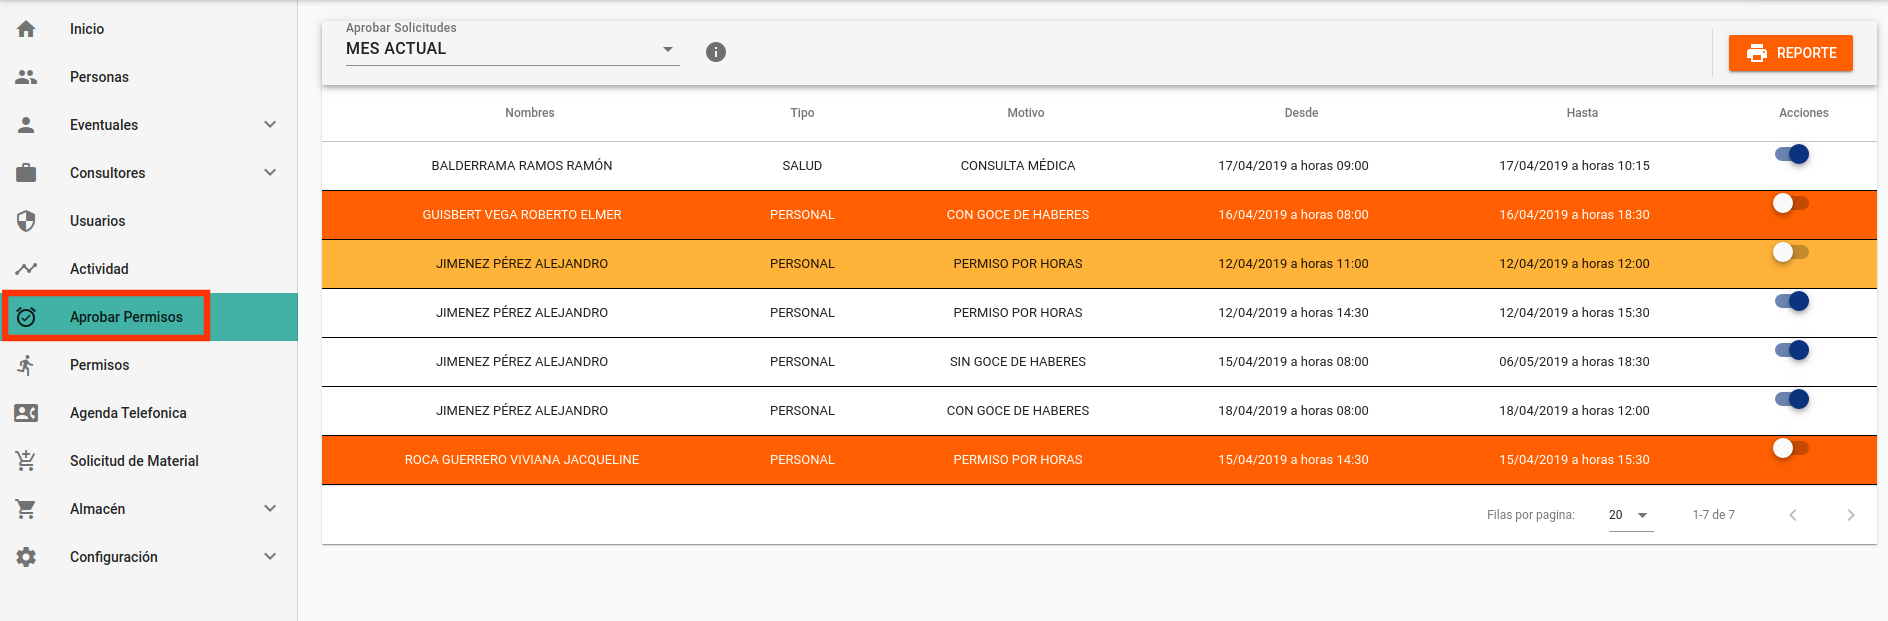 Inicio
Personas
Eventuales
Consultores
Usuarios
Actividad
Aprobar Permisos
Permisos
Agenda Telefonica
Solicitud de Material
Almacén
Configuración
Aprobar Solicitudes
MES ACTUAL
REPORTE
Nombres Tipo Motivo Desde Hasta Acciones
BALDERRAMA RAMOS RAMÓN SALUD CONSULTA MÉDICA 17/04/2019 a horas 09:00 17/04/2019 a horas 10:15
GUISBERT VEGA ROBERTO ELMER PERSONAL CON GOCE DE HABERES 16/04/2019 a horas 08:00 16/04/2019 a horas 18:30
JIMENEZ PÉREZ ALEJANDRO PERSONAL PERMISO POR HORAS 12/04/2019 a horas 11:00 12/04/2019 a horas 12:00
JIMENEZ PÉREZ ALEJANDRO PERSONAL PERMISO POR HORAS 12/04/2019 a horas 14:30 12/04/2019 a horas 15:30
JIMENEZ PÉREZ ALEJANDRO PERSONAL SIN GOCE DE HABERES 15/04/2019 a horas 08:00 06/05/2019 a horas 18:30
JIMENEZ PÉREZ ALEJANDRO PERSONAL CON GOCE DE HABERES 18/04/2019 a horas 08:00 18/04/2019 a horas 12:00
ROCA GUERRERO VIVIANA JACQUELINE PERSONAL PERMISO POR HORAS 15/04/2019 a horas 14:30 15/04/2019 a horas 15:30
Filas por pagina: 20 1-7 de 7